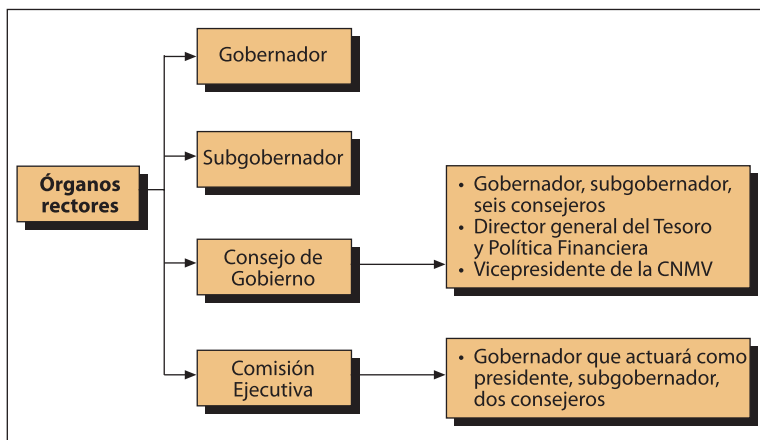 Órganos
rectores
Gobernador
Subgobernador
Consejo de
Gobierno
• Gobernador, subgobernador,
seis consejeros
• Director general del Tesoro
y Política Financiera
• Vicepresidente de la CNMV
Comisión
Ejecutiva
• Gobernador que actuará como
presidente, subgobernador,
dos consejeros